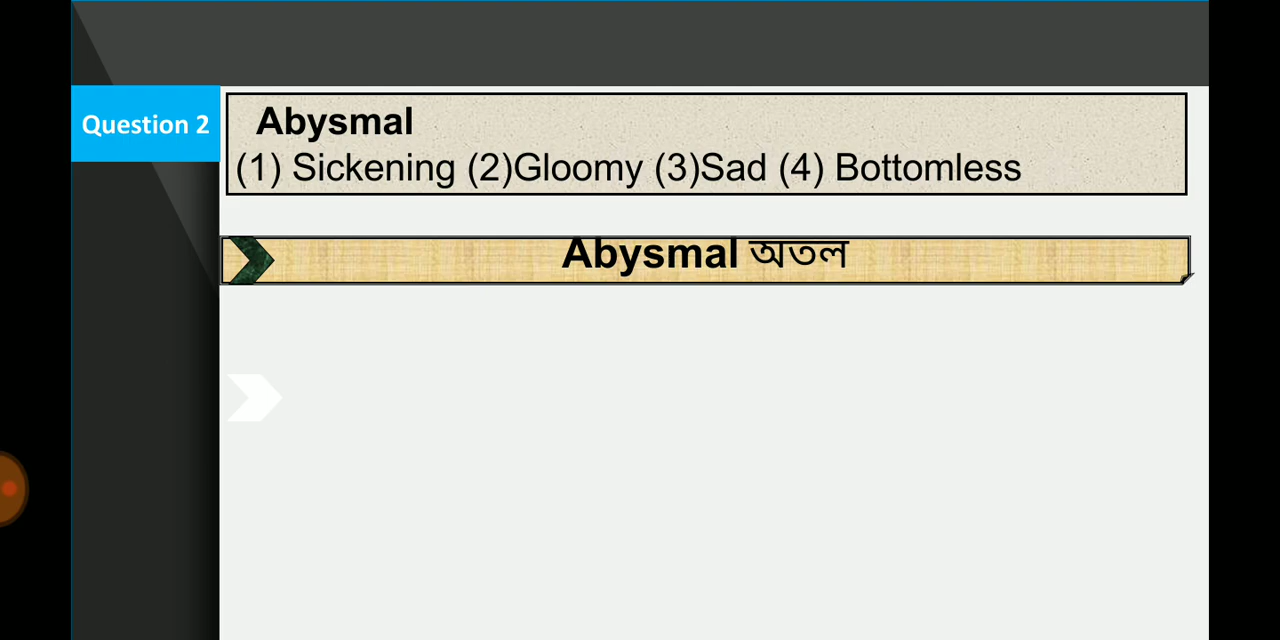 Question 2
Abysmal
(1) Sickening (2)Gloomy (3)Sad (4) Bottomless
Abysmal অতল